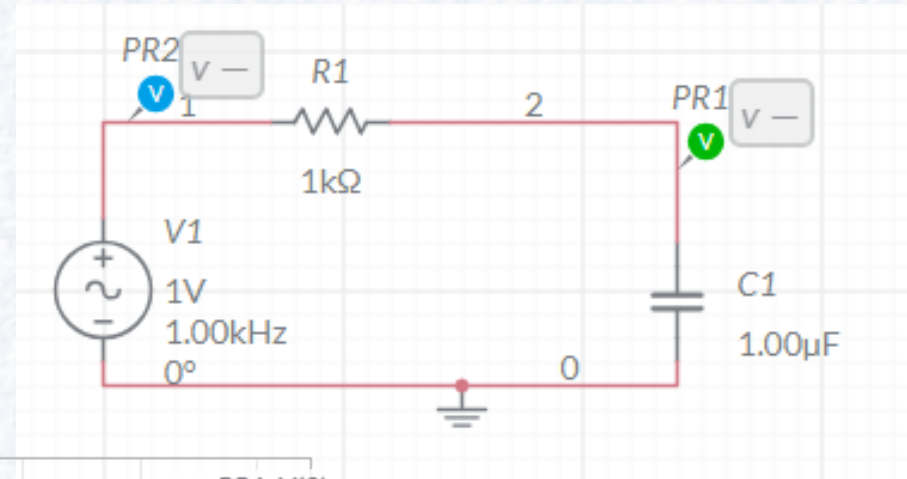 PR2
V —
V
1
R1
1kΩ
2
PR1
V —
V
V1
1V
1.00kHz
0°
C1
1.00µF
0